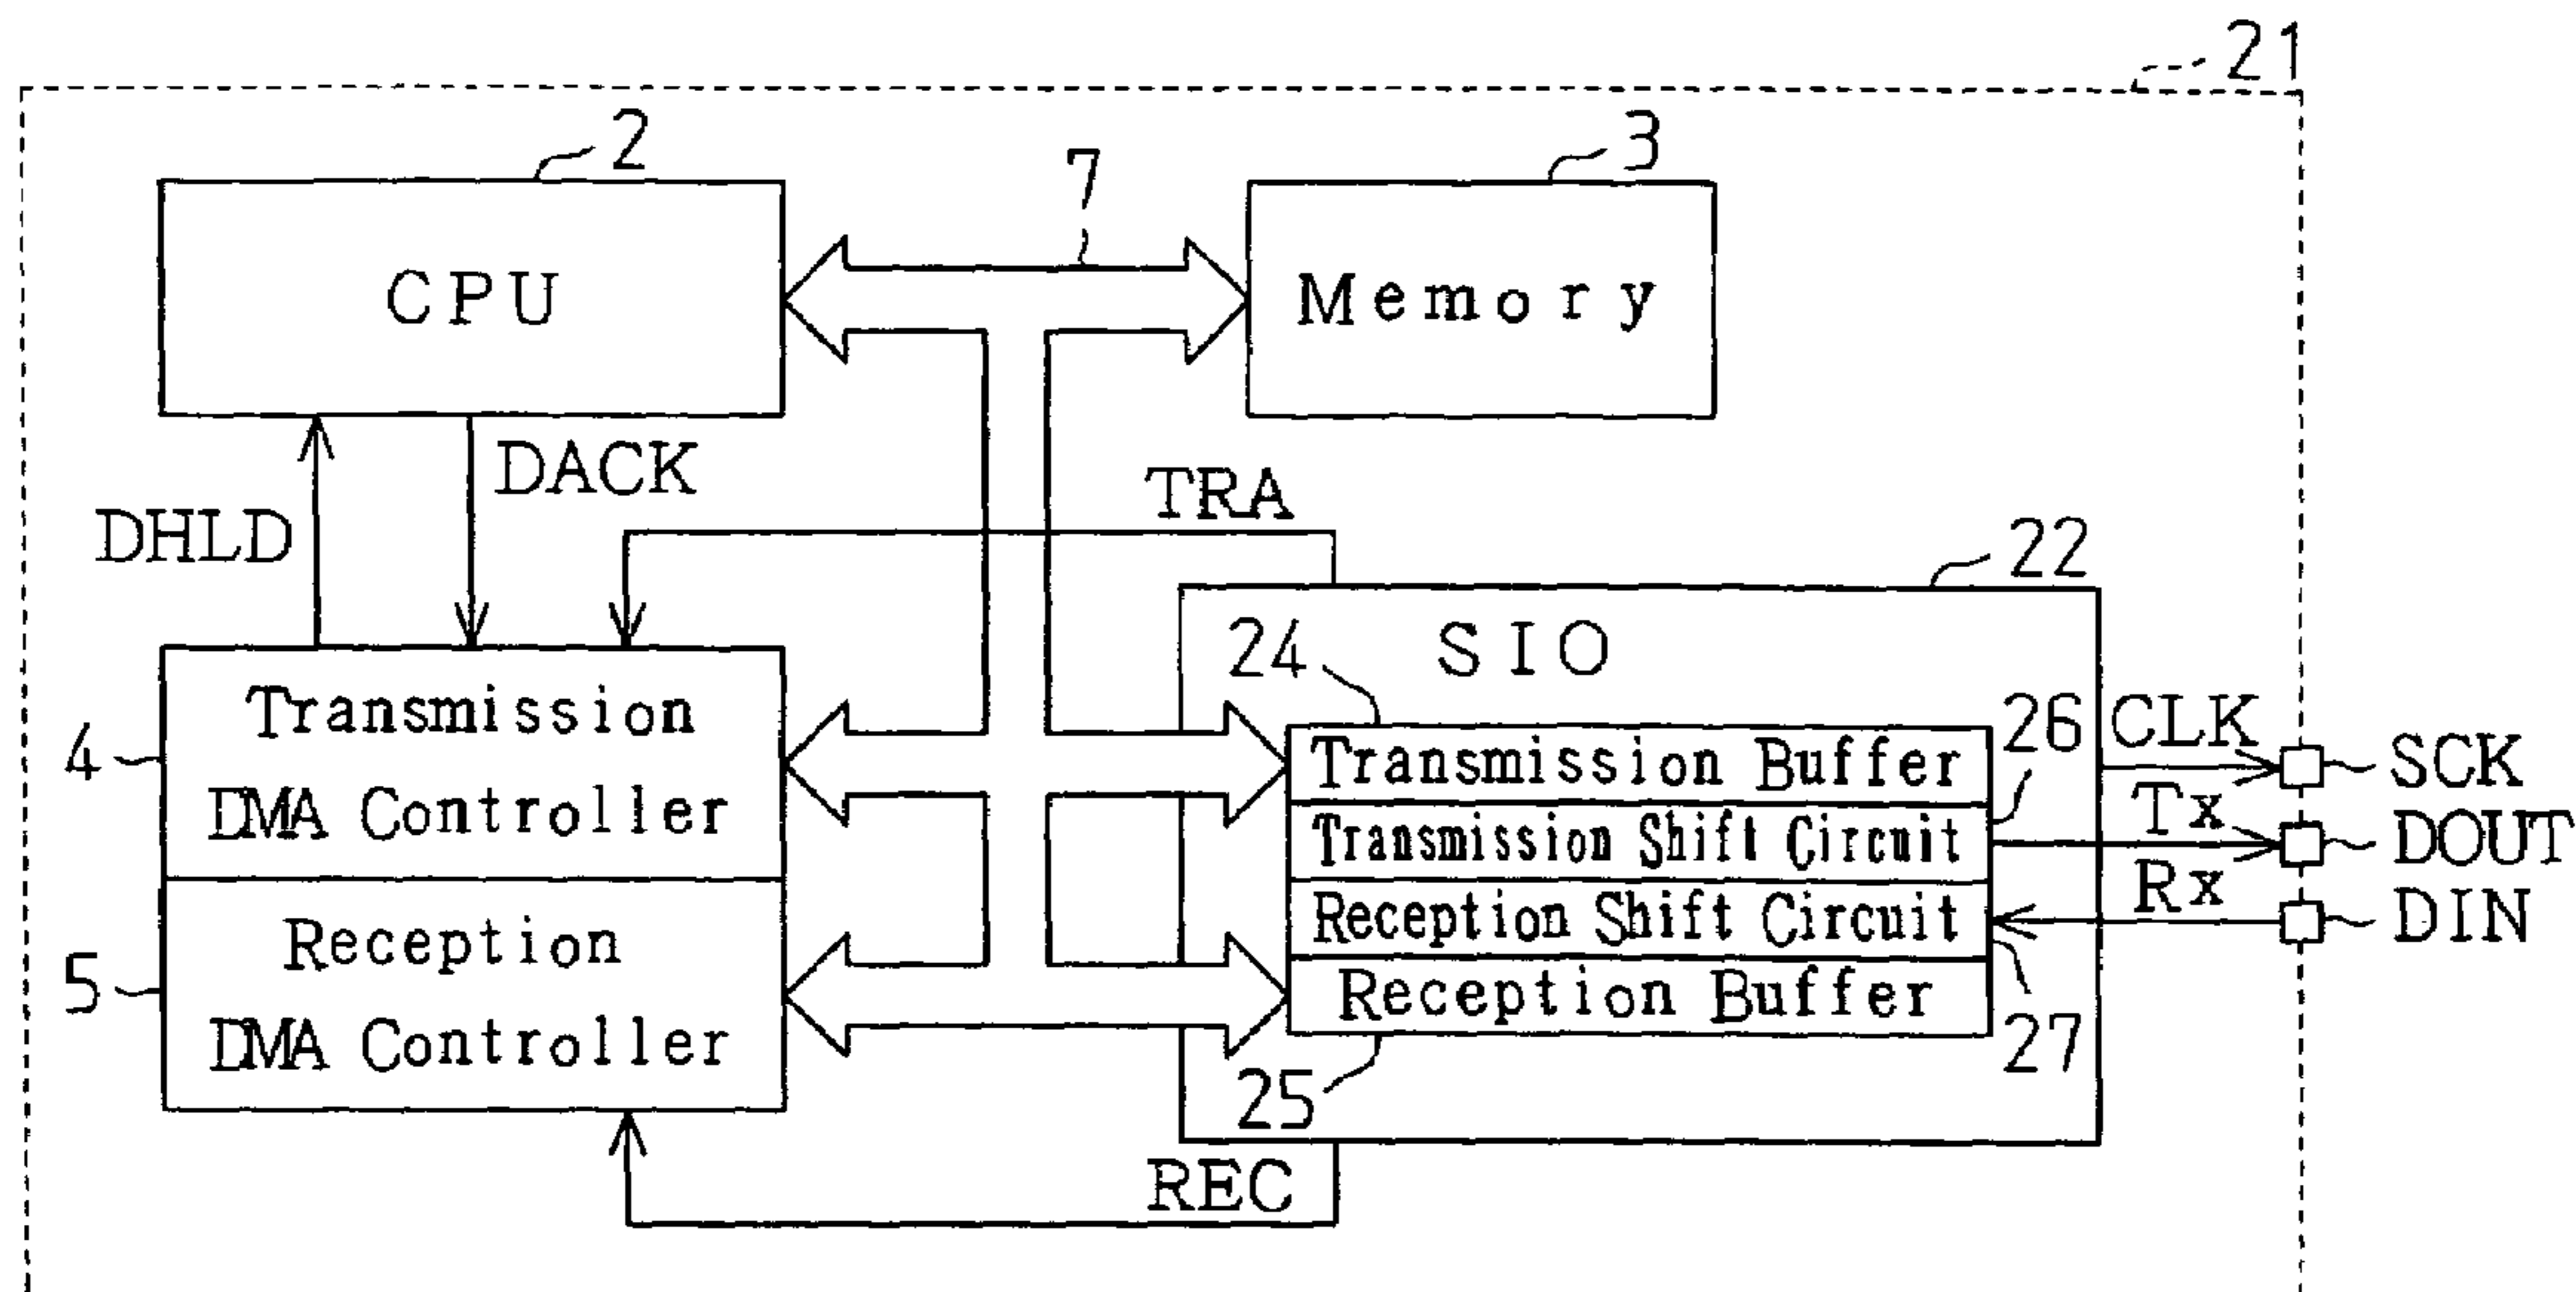 21
2
7
3
CPU
Memory
DHLD
DACK
TRA
22
SIO
24
26
4
Transmission
DMA Controller
5
Reception
DMA Controller
Transmission Buffer
Transmission Shift Circuit
Reception Shift Circuit
Reception Buffer
25
27
CLK
SCK
Tx
DOUT
Rx
DIN
REC